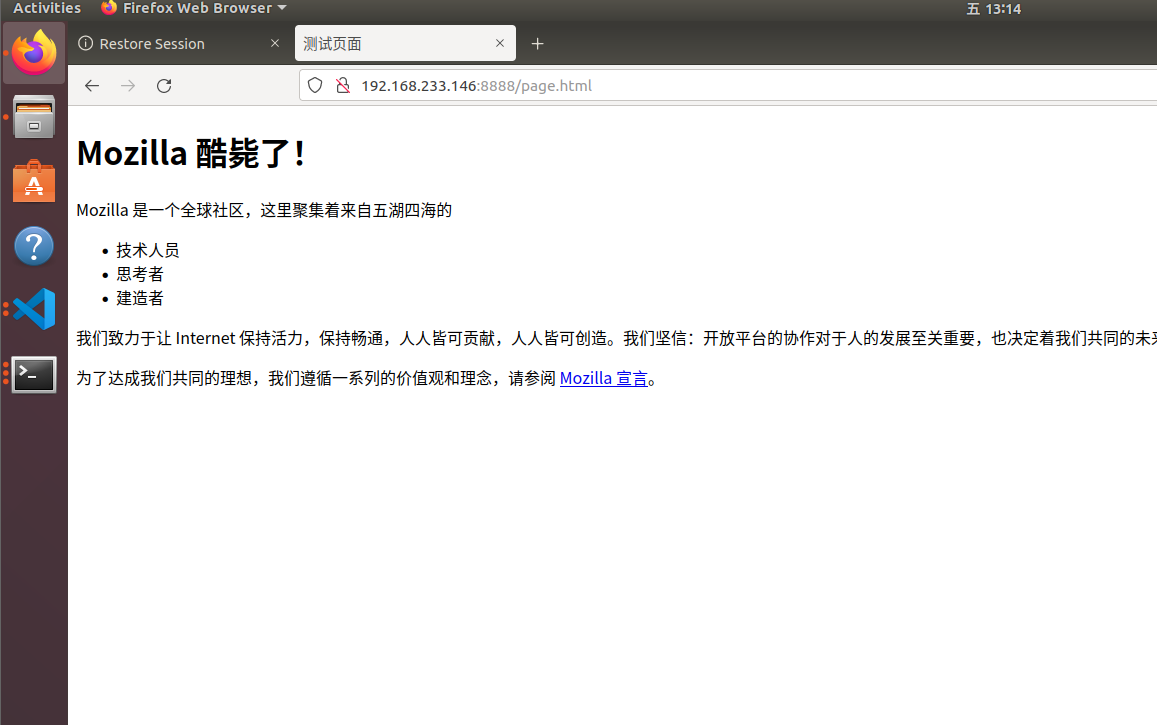 Activities Firefox Web Browser 五 13:14
Restore Session 测试页面
192.168.233.146:8888/page.html
Mozilla 酷毙了！
Mozilla 是一个全球社区，这里聚集着来自五湖四海的
技术人员
思考者
建造者
我们致力于让 Internet 保持活力，保持畅通，人人皆可贡献，人人皆可创造。我们坚信：开放平台的协作对于人的发展至关重要，也决定着我们共同的未来
为了达成我们共同的理想，我们遵循一系列的价值观和理念，请参阅 Mozilla 宣言。